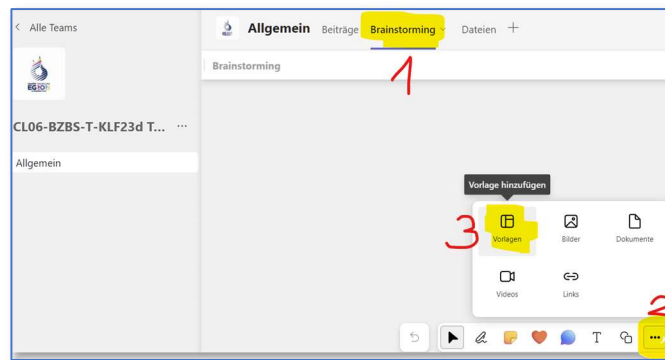 Alle Teams
Allgemein Beiträge Brainstorming Dateien
1
Brainstorming
CL06-BZBS-T-KLF23d T... ...
Allgemein
Vorlage hinzufügen
3
Vorlagen Bilder Dokumente
Videos Links
2
T